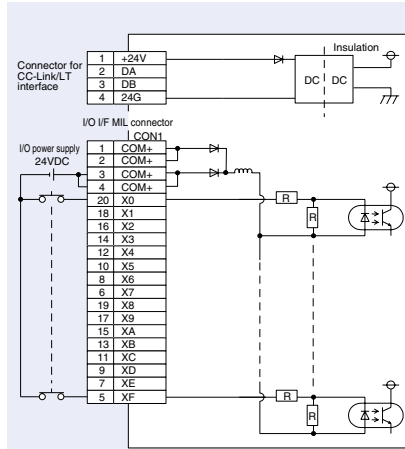 Insulation
Connector for
CC-Link/LT
interface
1 +24V
2 DA
3 DB
4 24G
DC DC
I/O I/F MIL connector
CON1
I/O power supply
24VDC
1 COM+
2 COM+
3 COM+
4 COM+
20 X0
18 X1
16 X2
14 X3
12 X4
10 X5
8 X6
6 X7
19 X8
17 X9
15 XA
13 XB
11 XC
9 XD
7 XE
5 XF
R
R
R
R